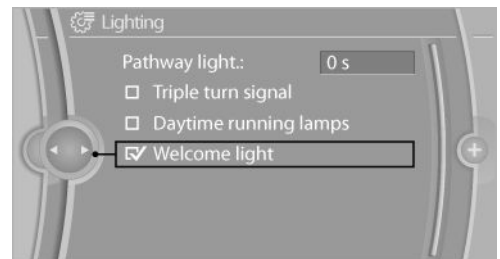 Lighting
Pathway light.: 0 s
Triple turn signal
Daytime running lamps
Welcome light